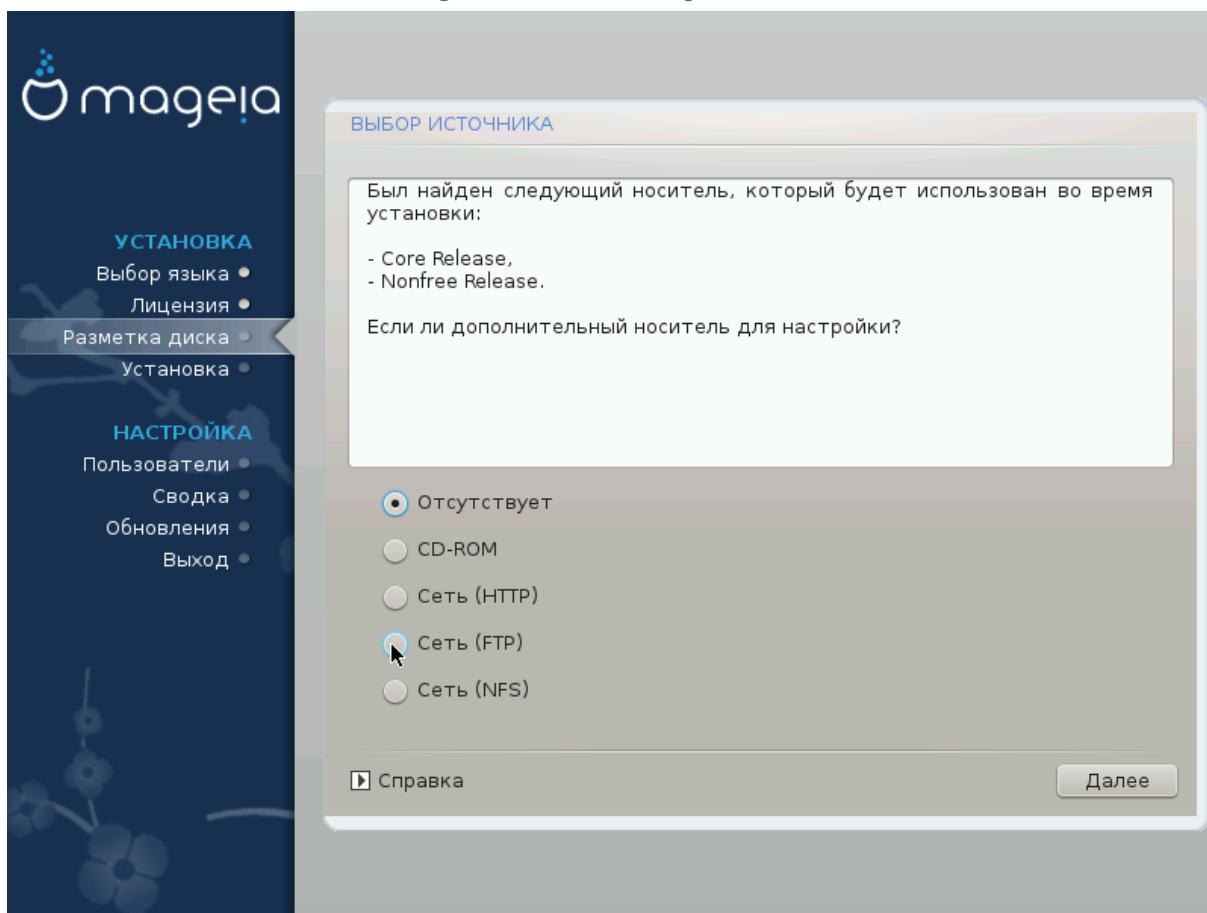 mageia
УСТАНОВКА
Выбор языка
Лицензия
Разметка диска
Установка
НАСТРОЙКА
Пользователи
Сводка
Обновления
Выход
ВЫБОР ИСТОЧНИКА
Был найден следующий носитель, который будет использован во время
установки:
- Core Release,
- Nonfree Release.
Если ли дополнительный носитель для настройки?
Отсутствует
CD-ROM
Сеть (HTTP)
Сеть (FTP)
Сеть (NFS)
Справка
Далее